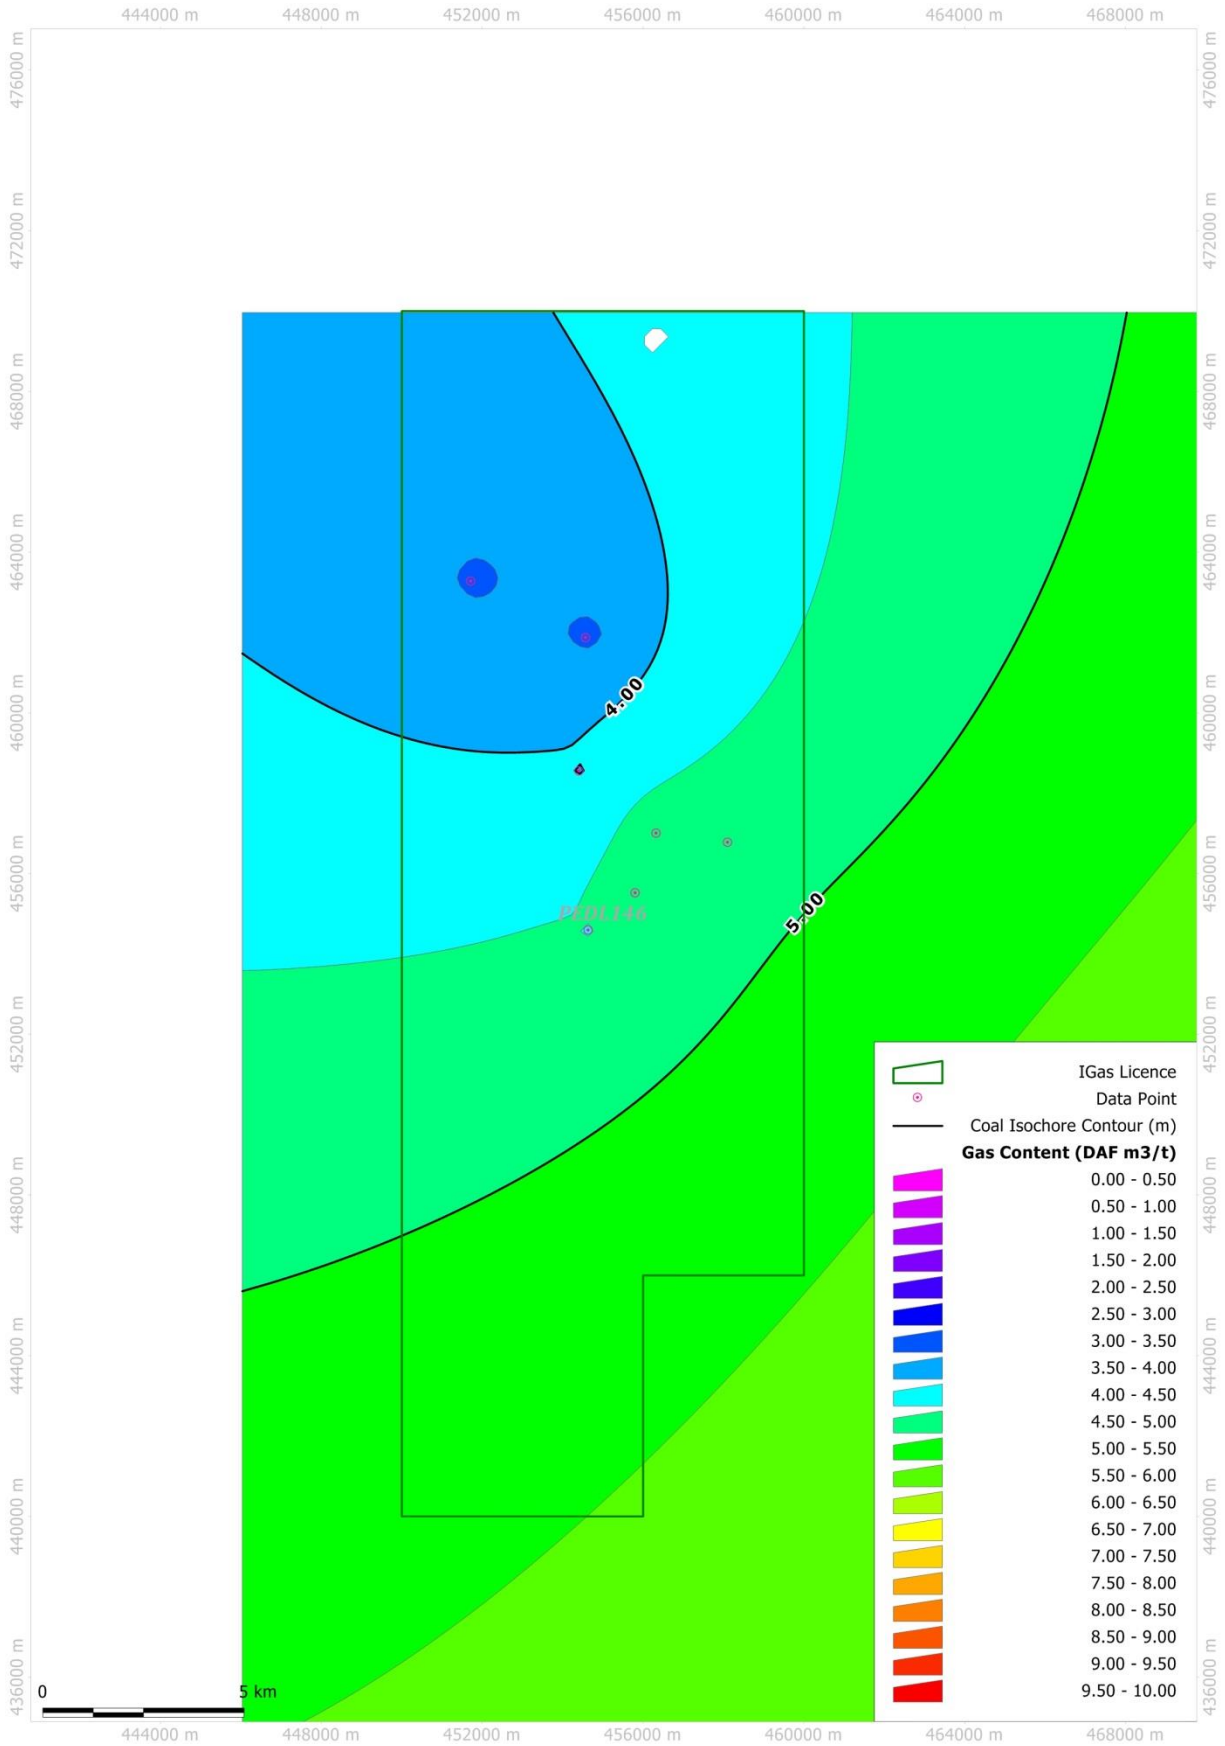 444000 m 448000 m 452000 m 456000 m 460000 m 464000 m 468000 m
476000 m 476000 m
472000 m 472000 m
468000 m 468000 m
464000 m 464000 m
4.00
460000 m 460000 m
456000 m 456000 m
PEDL146
5.00
452000 m 452000 m
IGas Licence
Data Point
Coal Isochore Contour (m)
Gas Content (DAF m3/t)
0.00 - 0.50
448000 m 448000 m
0.50 - 1.00
1.00 - 1.50
1.50 - 2.00
2.00 - 2.50
2.50 - 3.00
3.00 - 3.50
444000 m 444000 m
3.50 - 4.00
4.00 - 4.50
4.50 - 5.00
5.00 - 5.50
5.50 - 6.00
440000 m 440000 m
6.00 - 6.50
6.50 - 7.00
7.00 - 7.50
7.50 - 8.00
8.00 - 8.50
8.50 - 9.00
436000 m 436000 m
9.00 - 9.50
9.50 - 10.00
0 5 km
444000 m 448000 m 452000 m 456000 m 460000 m 464000 m 468000 m